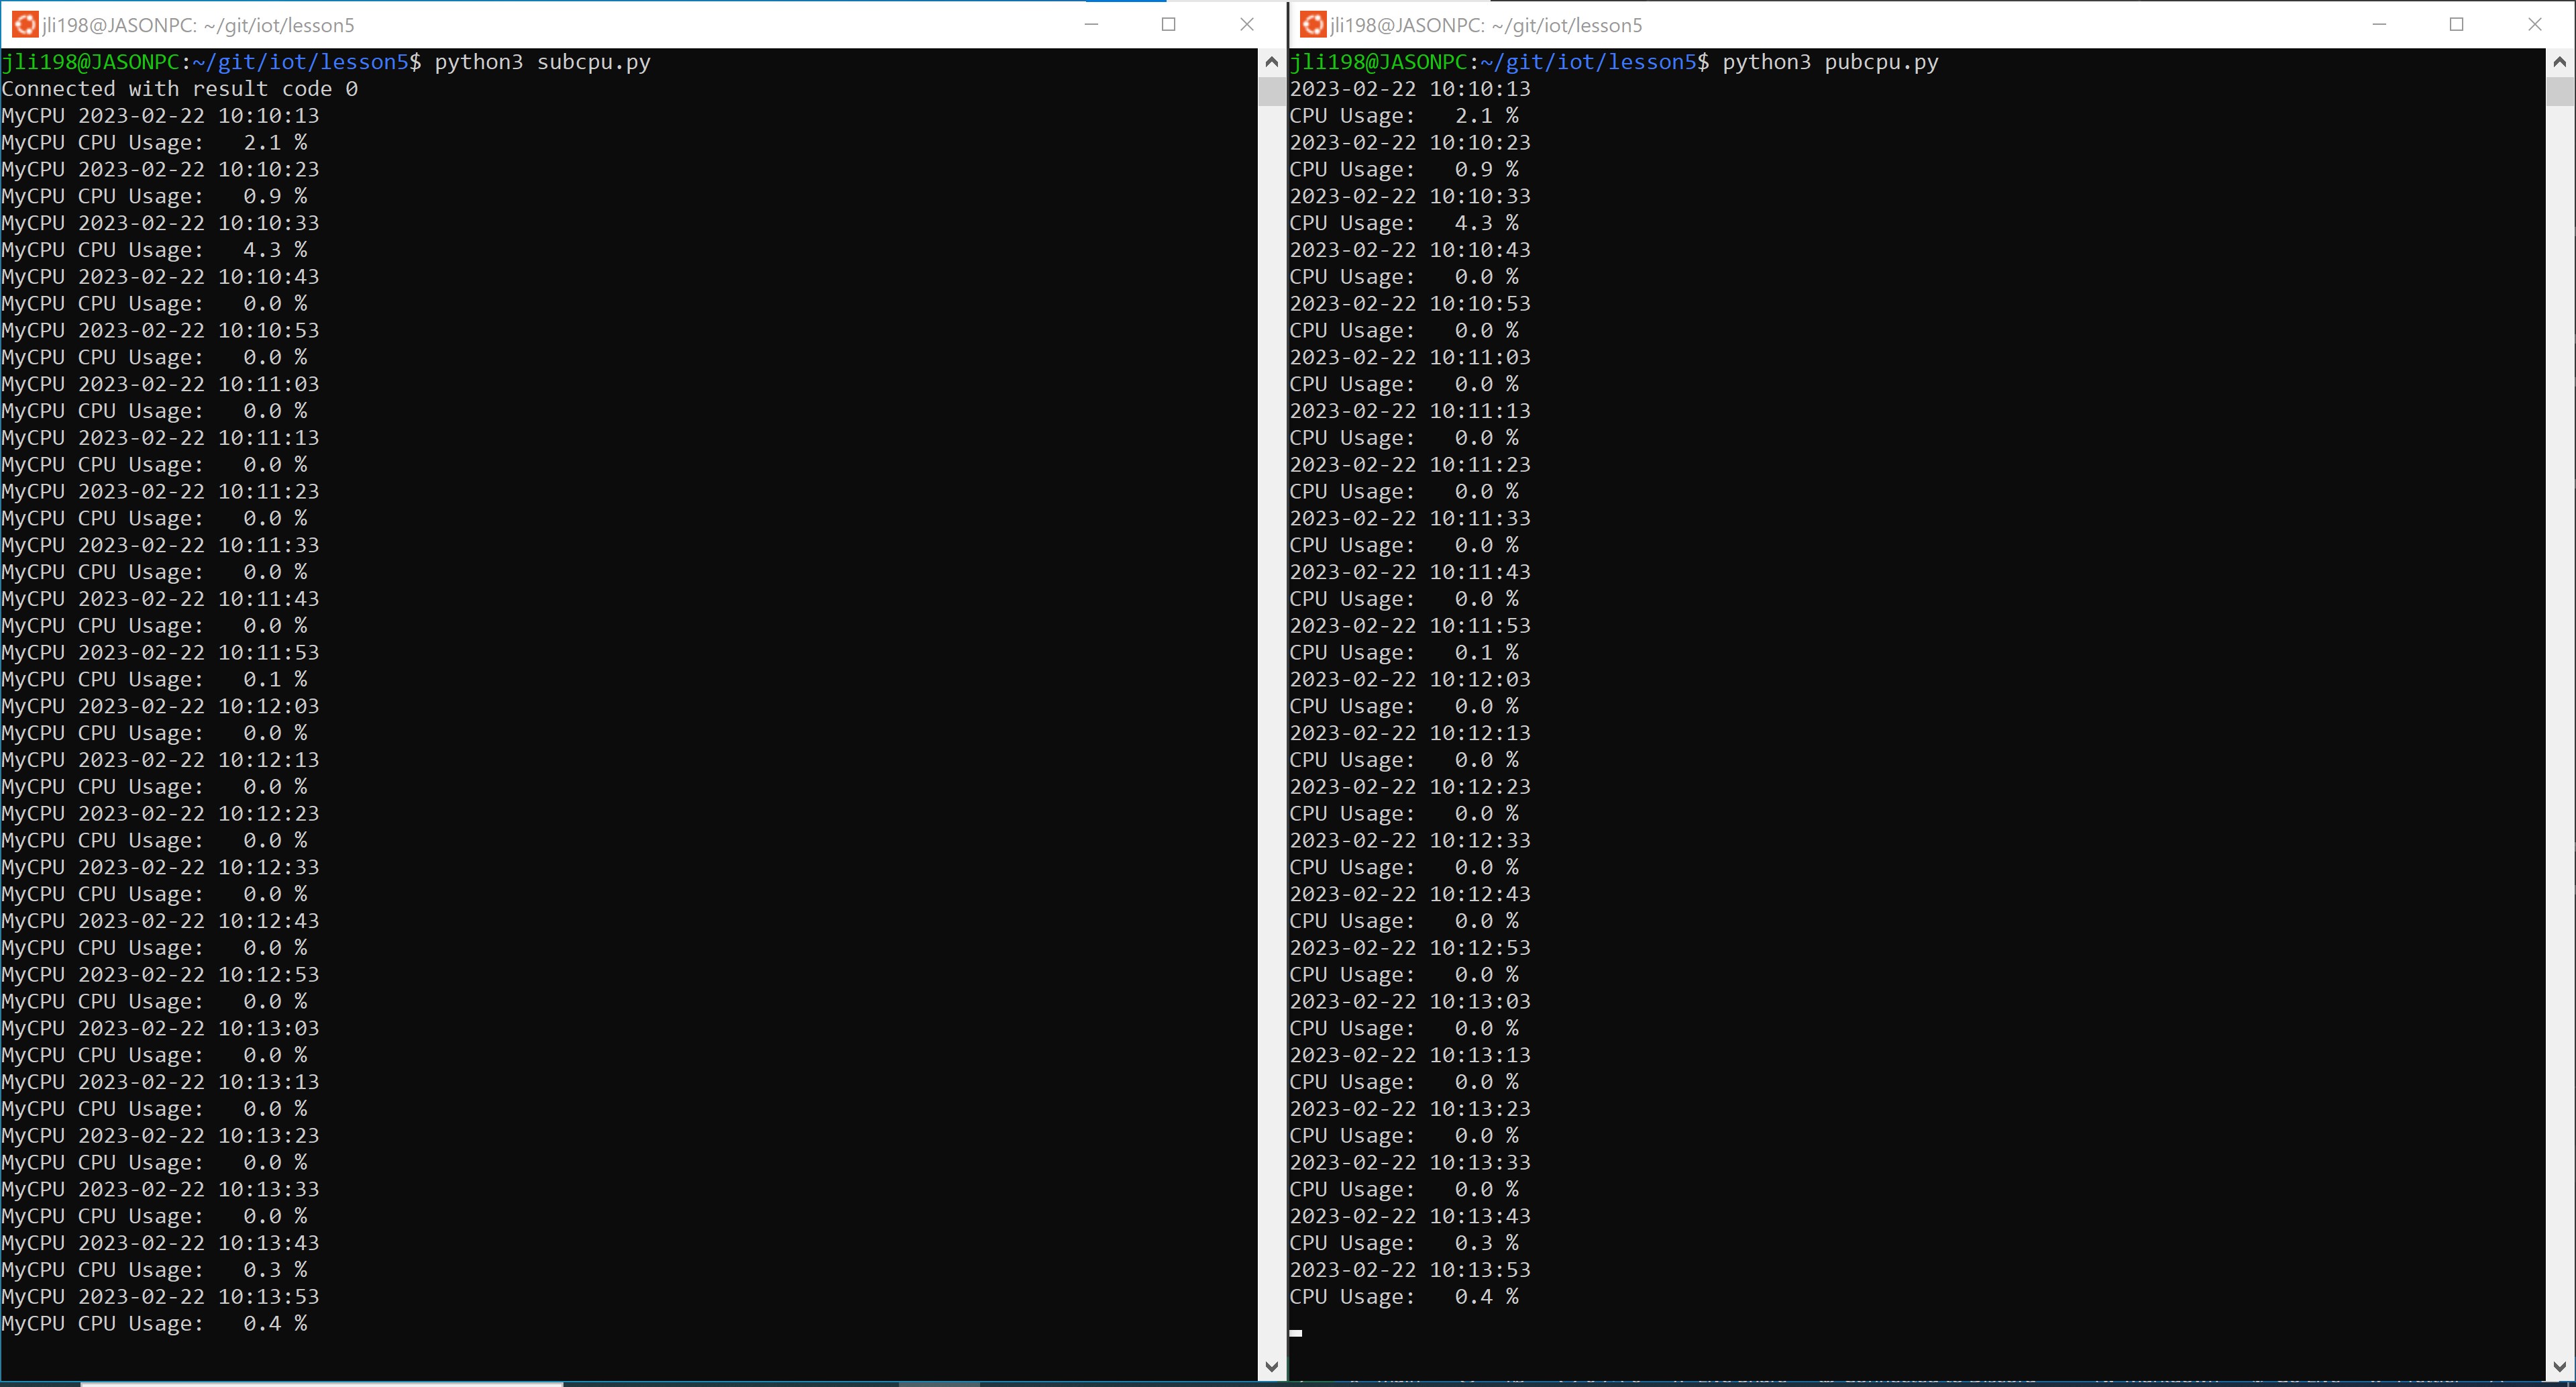 jli198@JASONPC: ~/git/iot/lesson5
jli198@JASONPC:~/git/iot/lesson5$ python3 subcpu.py
Connected with result code 0
MyCPU 2023-02-22 10:10:13
MyCPU CPU Usage:   2.1 %
MyCPU 2023-02-22 10:10:23
MyCPU CPU Usage:   0.9 %
MyCPU 2023-02-22 10:10:33
MyCPU CPU Usage:   4.3 %
MyCPU 2023-02-22 10:10:43
MyCPU CPU Usage:   0.0 %
MyCPU 2023-02-22 10:10:53
MyCPU CPU Usage:   0.0 %
MyCPU 2023-02-22 10:11:03
MyCPU CPU Usage:   0.0 %
MyCPU 2023-02-22 10:11:13
MyCPU CPU Usage:   0.0 %
MyCPU 2023-02-22 10:11:23
MyCPU CPU Usage:   0.0 %
MyCPU 2023-02-22 10:11:33
MyCPU CPU Usage:   0.0 %
MyCPU 2023-02-22 10:11:43
MyCPU CPU Usage:   0.0 %
MyCPU 2023-02-22 10:11:53
MyCPU CPU Usage:   0.1 %
MyCPU 2023-02-22 10:12:03
MyCPU CPU Usage:   0.0 %
MyCPU 2023-02-22 10:12:13
MyCPU CPU Usage:   0.0 %
MyCPU 2023-02-22 10:12:23
MyCPU CPU Usage:   0.0 %
MyCPU 2023-02-22 10:12:33
MyCPU CPU Usage:   0.0 %
MyCPU 2023-02-22 10:12:43
MyCPU CPU Usage:   0.0 %
MyCPU 2023-02-22 10:12:53
MyCPU CPU Usage:   0.0 %
MyCPU 2023-02-22 10:13:03
MyCPU CPU Usage:   0.0 %
MyCPU 2023-02-22 10:13:13
MyCPU CPU Usage:   0.0 %
MyCPU 2023-02-22 10:13:23
MyCPU CPU Usage:   0.0 %
MyCPU 2023-02-22 10:13:33
MyCPU CPU Usage:   0.0 %
MyCPU 2023-02-22 10:13:43
MyCPU CPU Usage:   0.3 %
MyCPU 2023-02-22 10:13:53
MyCPU CPU Usage:   0.4 %
jli198@JASONPC: ~/git/iot/lesson5
jli198@JASONPC:~/git/iot/lesson5$ python3 pubcpu.py
2023-02-22 10:10:13
CPU Usage:   2.1 %
2023-02-22 10:10:23
CPU Usage:   0.9 %
2023-02-22 10:10:33
CPU Usage:   4.3 %
2023-02-22 10:10:43
CPU Usage:   0.0 %
2023-02-22 10:10:53
CPU Usage:   0.0 %
2023-02-22 10:11:03
CPU Usage:   0.0 %
2023-02-22 10:11:13
CPU Usage:   0.0 %
2023-02-22 10:11:23
CPU Usage:   0.0 %
2023-02-22 10:11:33
CPU Usage:   0.0 %
2023-02-22 10:11:43
CPU Usage:   0.0 %
2023-02-22 10:11:53
CPU Usage:   0.1 %
2023-02-22 10:12:03
CPU Usage:   0.0 %
2023-02-22 10:12:13
CPU Usage:   0.0 %
2023-02-22 10:12:23
CPU Usage:   0.0 %
2023-02-22 10:12:33
CPU Usage:   0.0 %
2023-02-22 10:12:43
CPU Usage:   0.0 %
2023-02-22 10:12:53
CPU Usage:   0.0 %
2023-02-22 10:13:03
CPU Usage:   0.0 %
2023-02-22 10:13:13
CPU Usage:   0.0 %
2023-02-22 10:13:23
CPU Usage:   0.0 %
2023-02-22 10:13:33
CPU Usage:   0.0 %
2023-02-22 10:13:43
CPU Usage:   0.3 %
2023-02-22 10:13:53
CPU Usage:   0.4 %